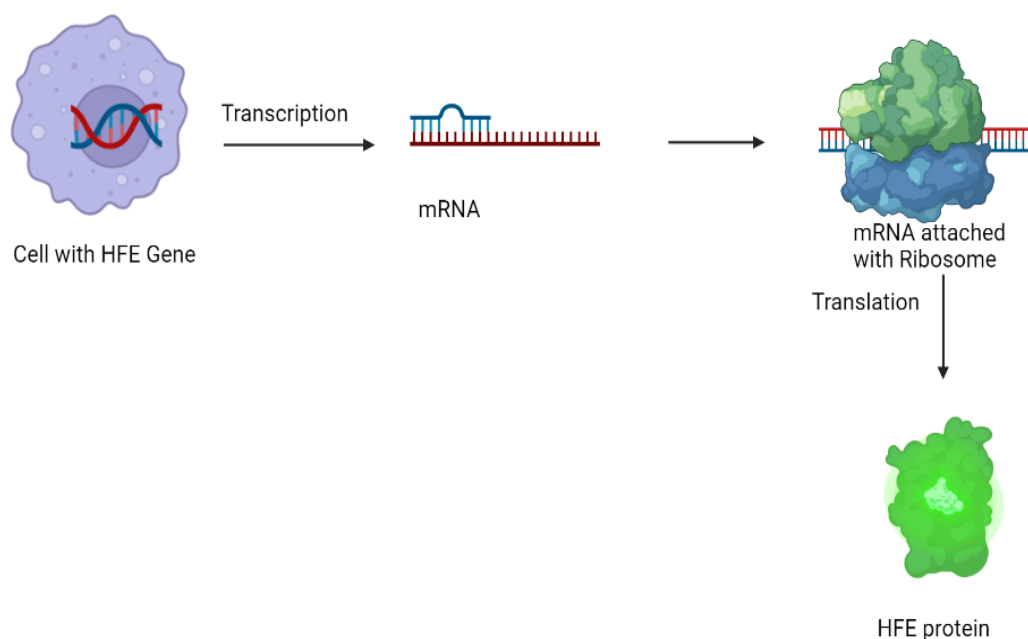 Transcription
mRNA
Cell with HFE Gene
mRNA attached
with Ribosome
Translation
HFE protein